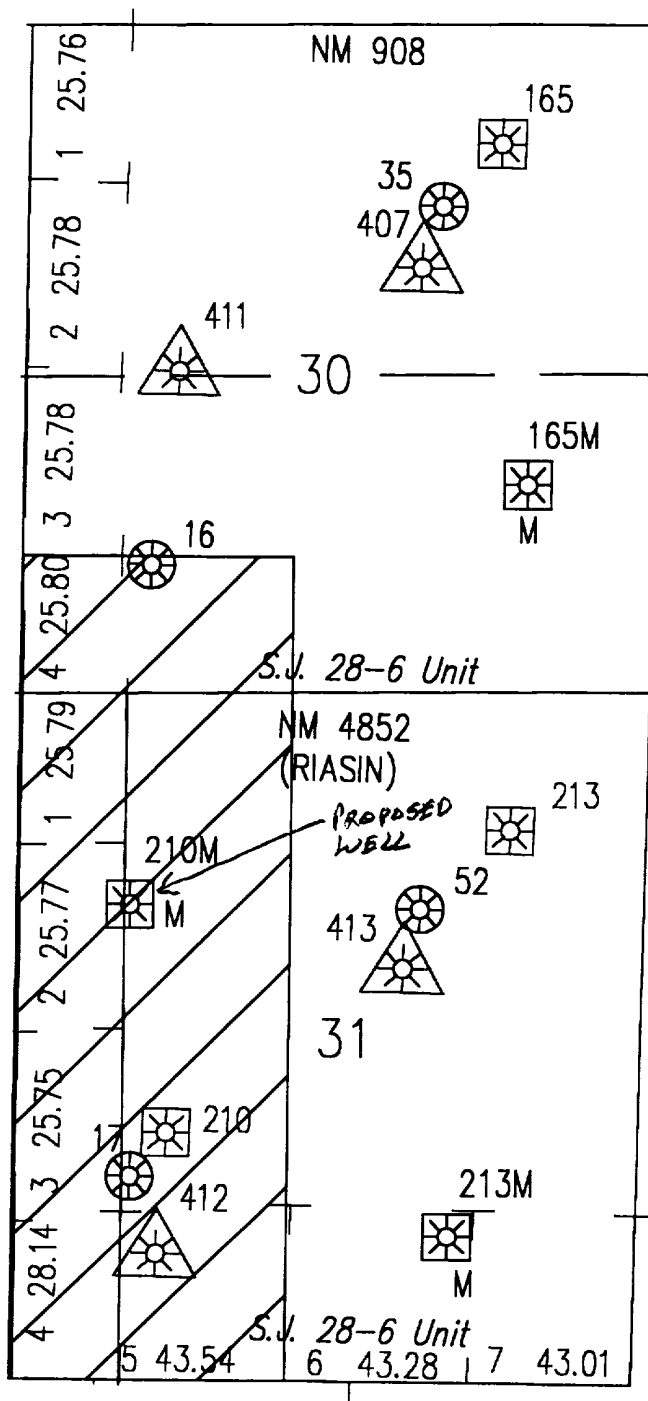 NM 908
1 25.76
165
35
407
2 25.78
411
30
3 25.78
165M
M
16
4 25.80
S.J. 28-6 Unit
1 25.79
NM 4852
(RIASIN)
PROPOSED
WELL
213
210M
M
52
2 25.77
413
31
3 25.75
210
17
412
213M
M
4 28.14
S.J. 28-6 Unit
5 43.54 6 43.28 7 43.01